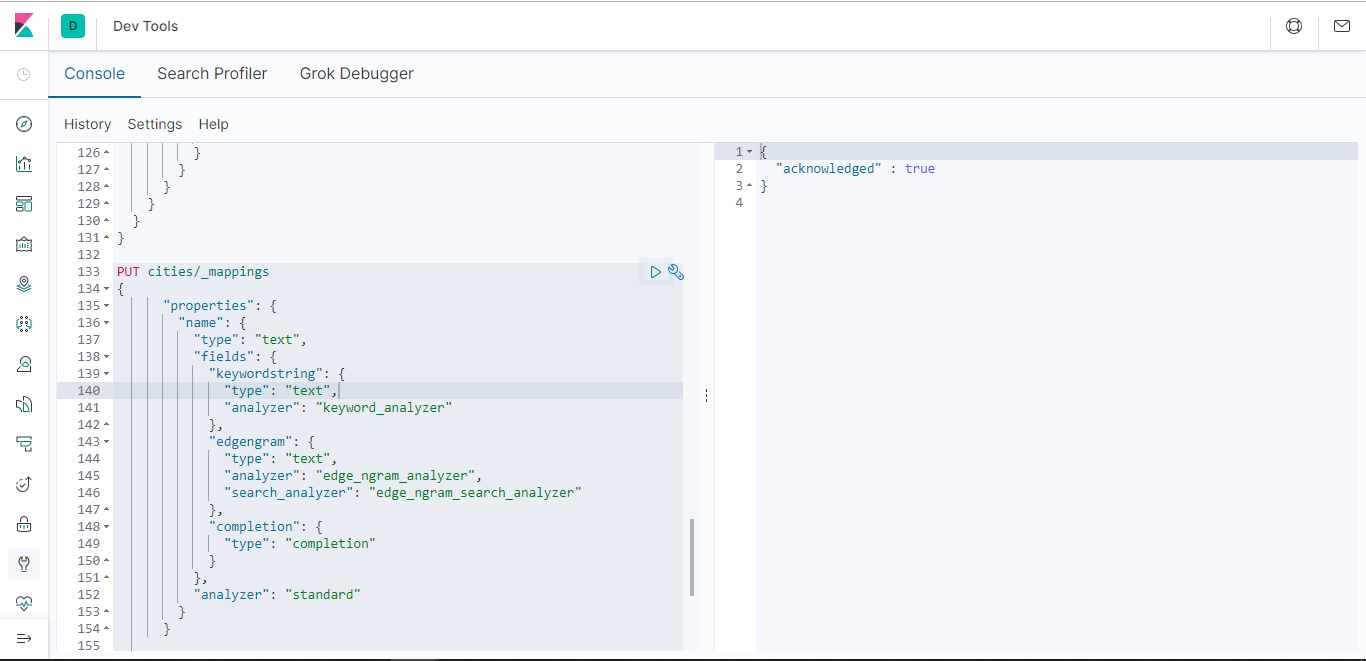 D Dev Tools
Console Search Profiler Grok Debugger
History Settings Help
126 }
127 }
128 }
129 }
130 }
131 }
132
133 PUT cities/_mappings
134 {
135 "properties": {
136 "name": {
137 "type": "text",
138 "fields": {
139 "keywordstring": {
140 "type": "text",
141 "analyzer": "keyword_analyzer"
142 },
143 "edgengram": {
144 "type": "text",
145 "analyzer": "edge_ngram_analyzer",
146 "search_analyzer": "edge_ngram_search_analyzer"
147 },
148 "completion": {
149 "type": "completion"
150 }
151 },
152 "analyzer": "standard"
153 }
154 }
155
1 {
2 "acknowledged" : true
3 }
4